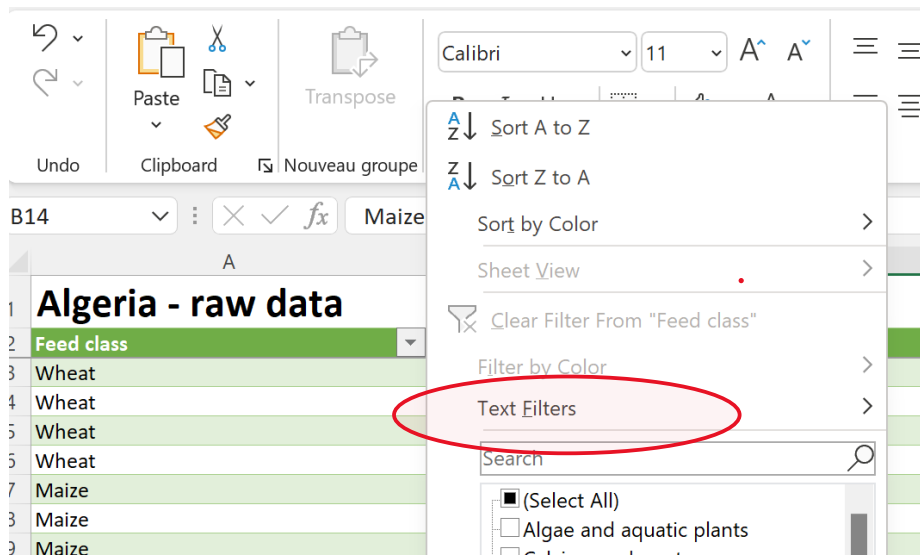 Calibri
11
Paste
Transpose
Undo
Clipboard
Nouveau groupe
B14
fx
Maize
Sort A to Z
Sort Z to A
Sort by Color
Sheet View
Clear Filter From "Feed class"
Filter by Color
Text Filters
Search
(Select All)
Algae and aquatic plants
A
1
Algeria - raw data
2
Feed class
3
Wheat
4
Wheat
5
Wheat
6
Wheat
7
Maize
8
Maize
9
Maize